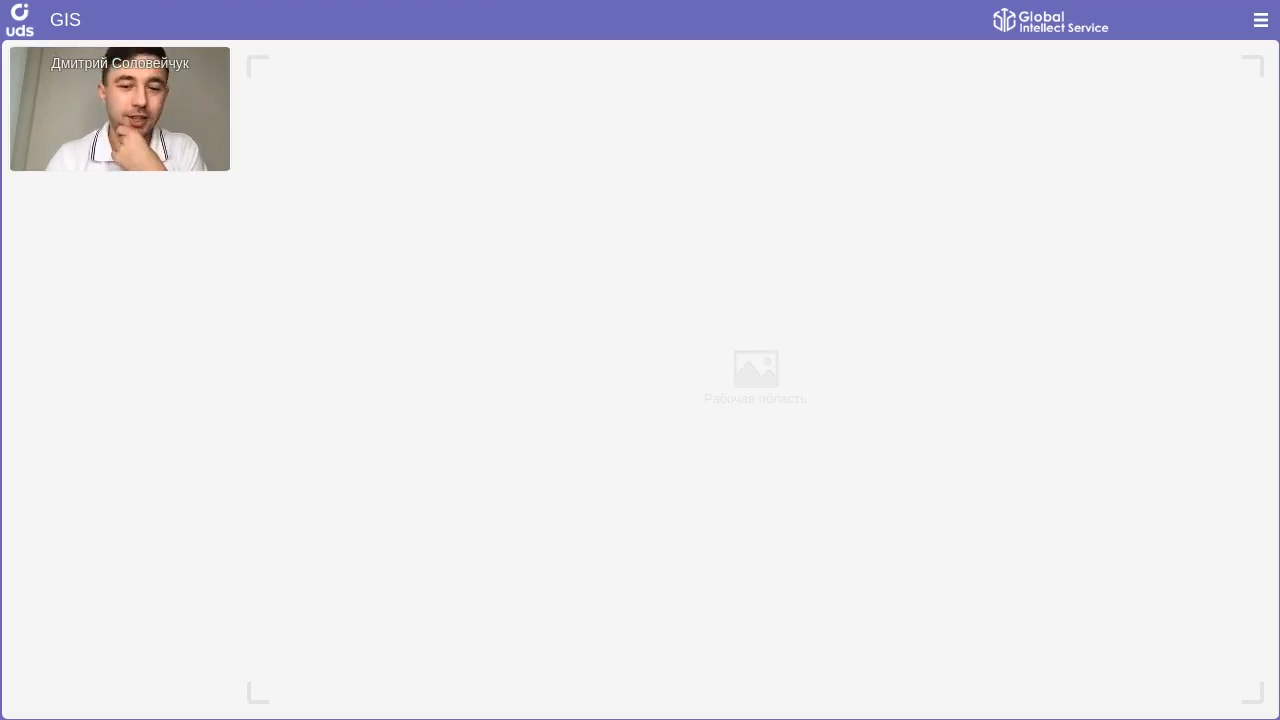 uds
GIS
Global
Intellect Service
Дмитрий Соловейчук
Рабочая область